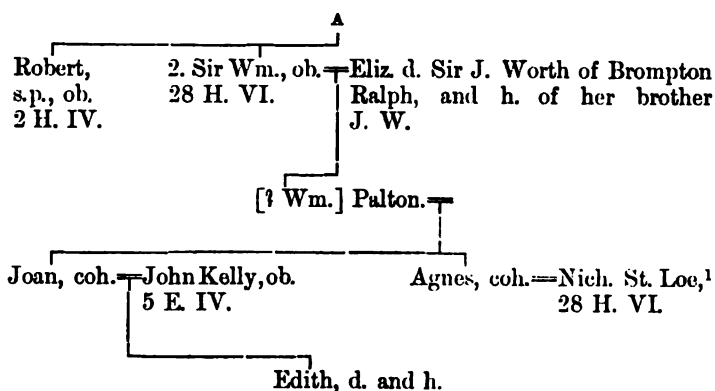 A
Robert,
s.p., ob.
2 H. IV.
2. Sir Wm., ob.
28 H. VI.
Eliz. d. Sir J. Worth of Brompton
Ralph, and h. of her brother
J. W.
[? Wm.] Palton.
Joan, coh.
John Kelly, ob.
5 E. IV.
Agnes, coh.
Nich. St. Loe,¹
28 H. VI.
Edith, d. and h.